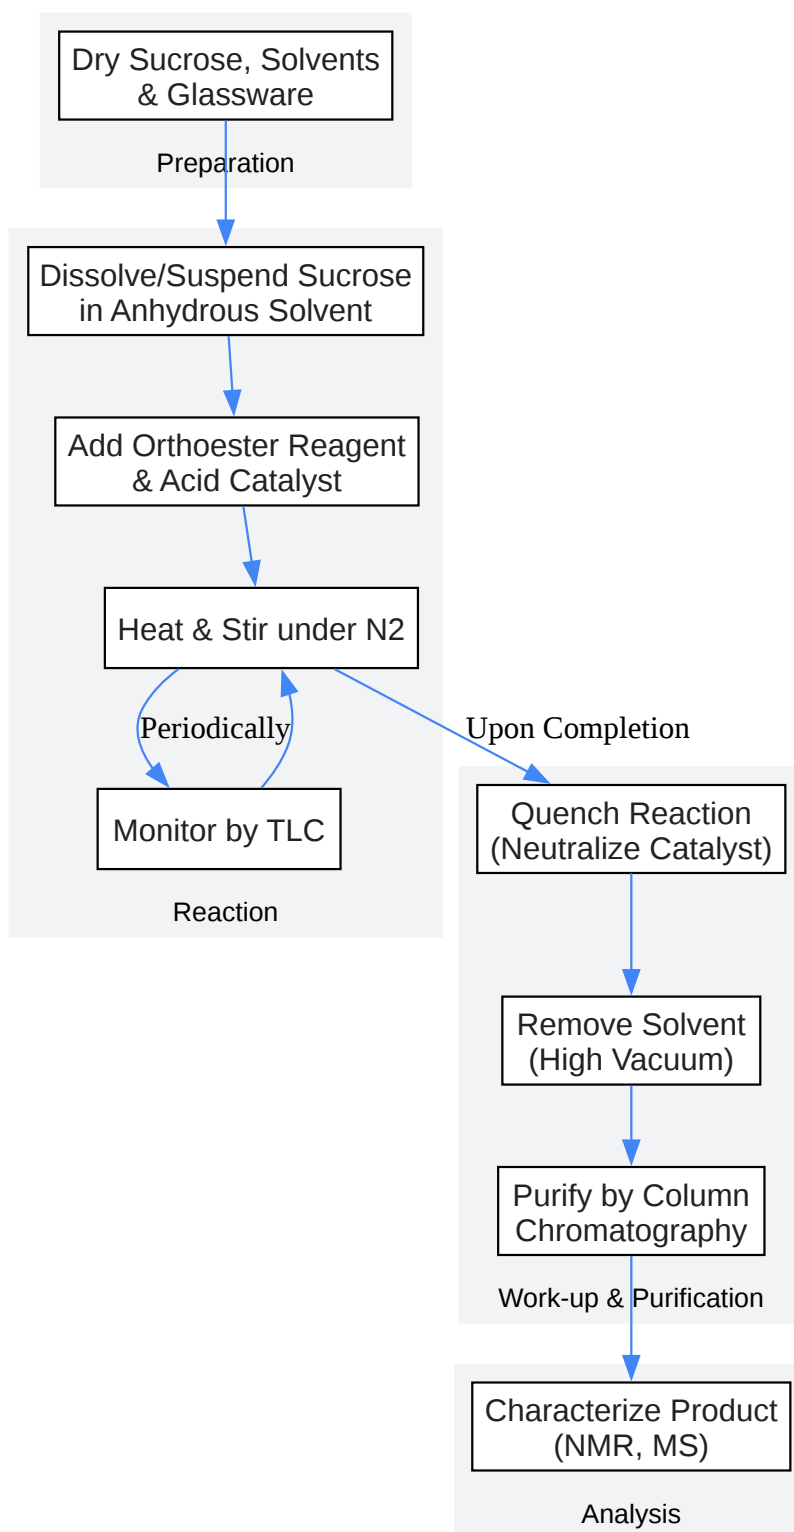 Dry Sucrose, Solvents
& Glassware
Preparation
Dissolve/Suspend Sucrose
in Anhydrous Solvent
Add Orthoester Reagent
& Acid Catalyst
Heat & Stir under N2
Periodically
Upon Completion
Monitor by TLC
Reaction
Quench Reaction
(Neutralize Catalyst)
Remove Solvent
(High Vacuum)
Purify by Column
Chromatography
Work-up & Purification
Characterize Product
(NMR, MS)
Analysis